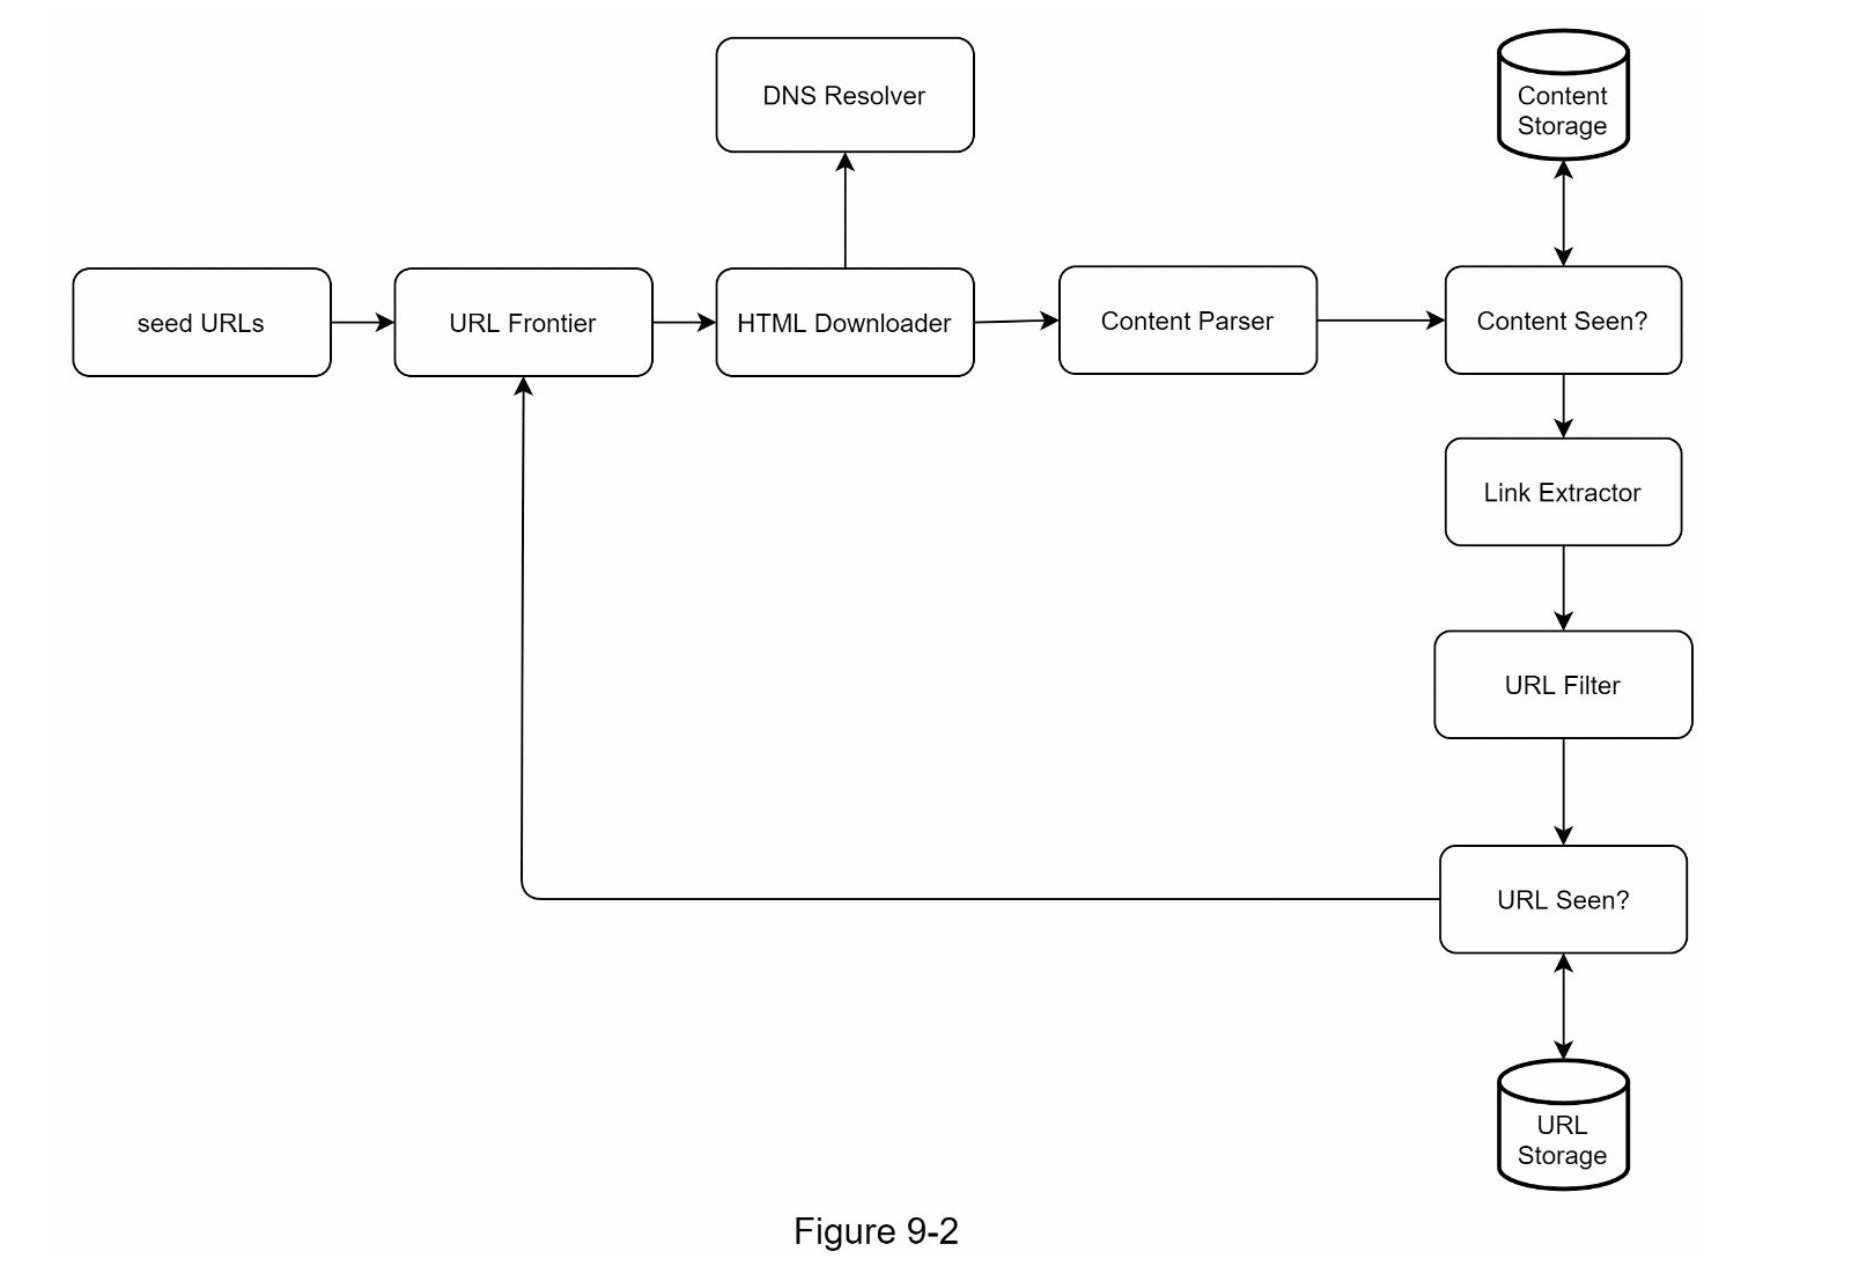 DNS Resolver
Content
Storage
seed URLs
URL Frontier
HTML Downloader
Content Parser
Content Seen?
Link Extractor
URL Filter
URL Seen?
URL
Storage
Figure 9-2